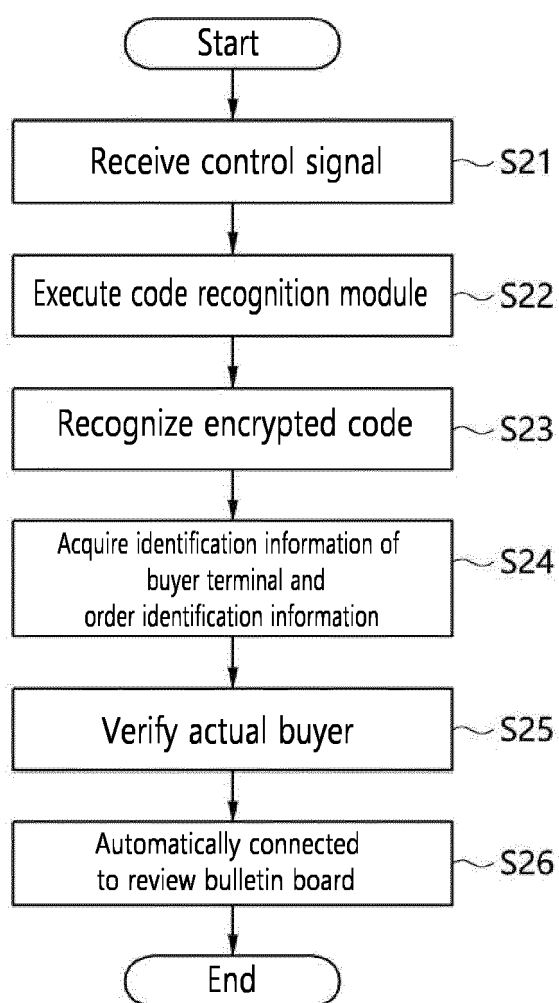 Start
Receive control signal
S21
Execute code recognition module
S22
Recognize encrypted code
S23
Acquire identification information of
buyer terminal and
order identification information
S24
Verify actual buyer
S25
Automatically connected
to review bulletin board
S26
End